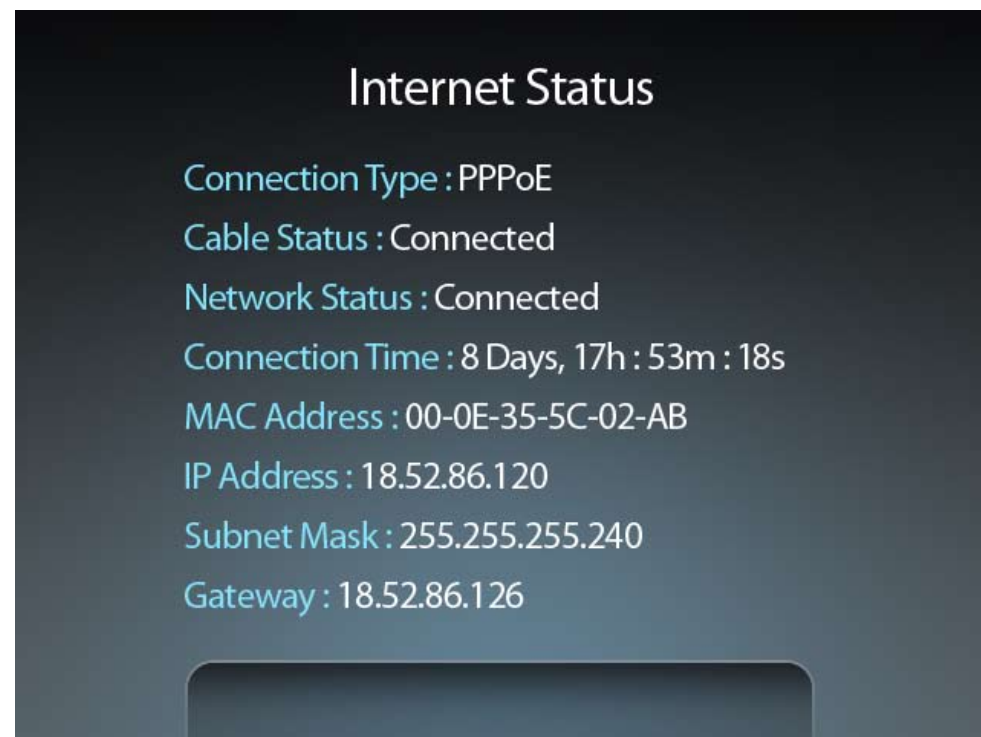 Internet Status
Connection Type : PPPoE
Cable Status : Connected
Network Status : Connected
Connection Time : 8 Days, 17h : 53m : 18s
MAC Address : 00-0E-35-5C-02-AB
IP Address : 18.52.86.120
Subnet Mask : 255.255.255.240
Gateway : 18.52.86.126